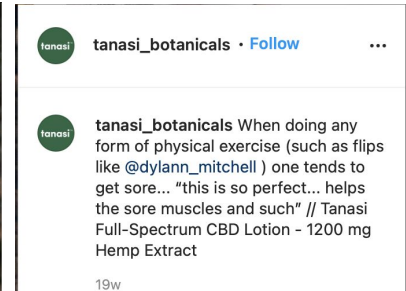 tanasi
tanasi_botanicals • Follow
•••
tanasi
tanasi_botanicals When doing any
form of physical exercise (such as flips
like @dylann_mitchell ) one tends to
get sore... “this is so perfect... helps
the sore muscles and such” // Tanasi
Full-Spectrum CBD Lotion - 1200 mg
Hemp Extract
19w